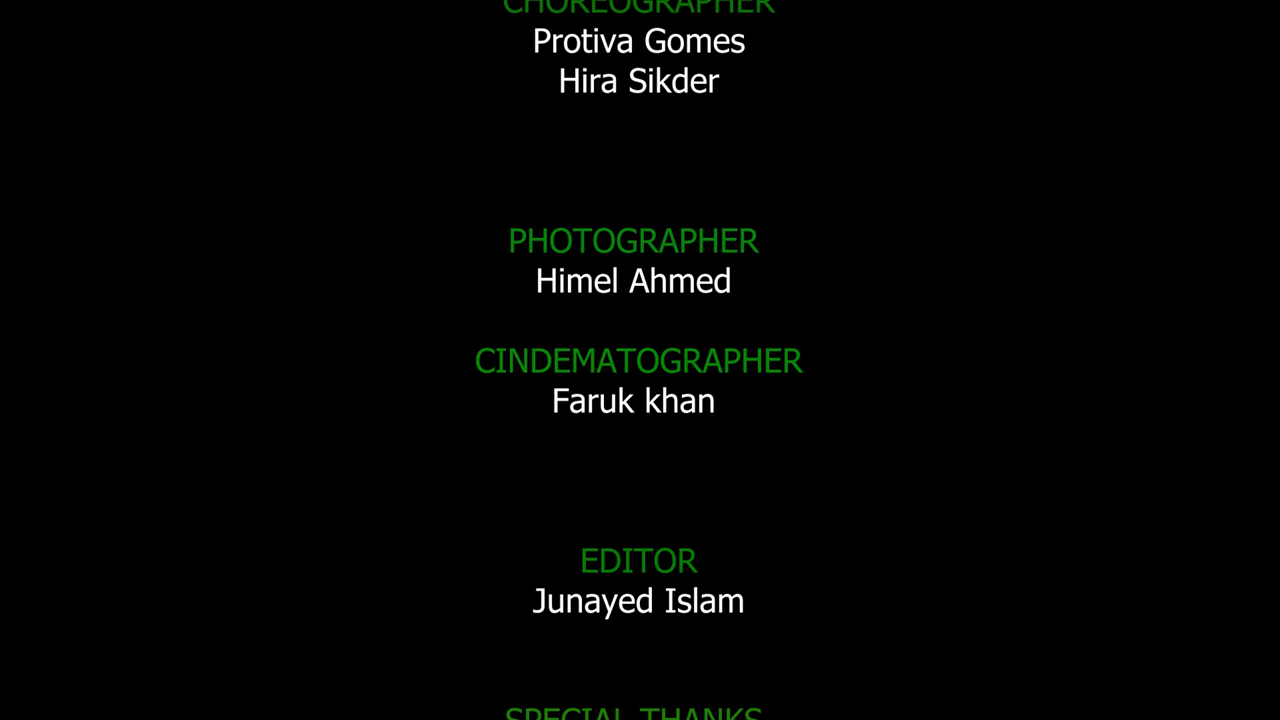 CHOREOGRAPHER
Protiva Gomes
Hira Sikder
PHOTOGRAPHER
Himel Ahmed
CINDEMATOGRAPHER
Faruk khan
EDITOR
Junayed Islam
SPECIAL THANKS